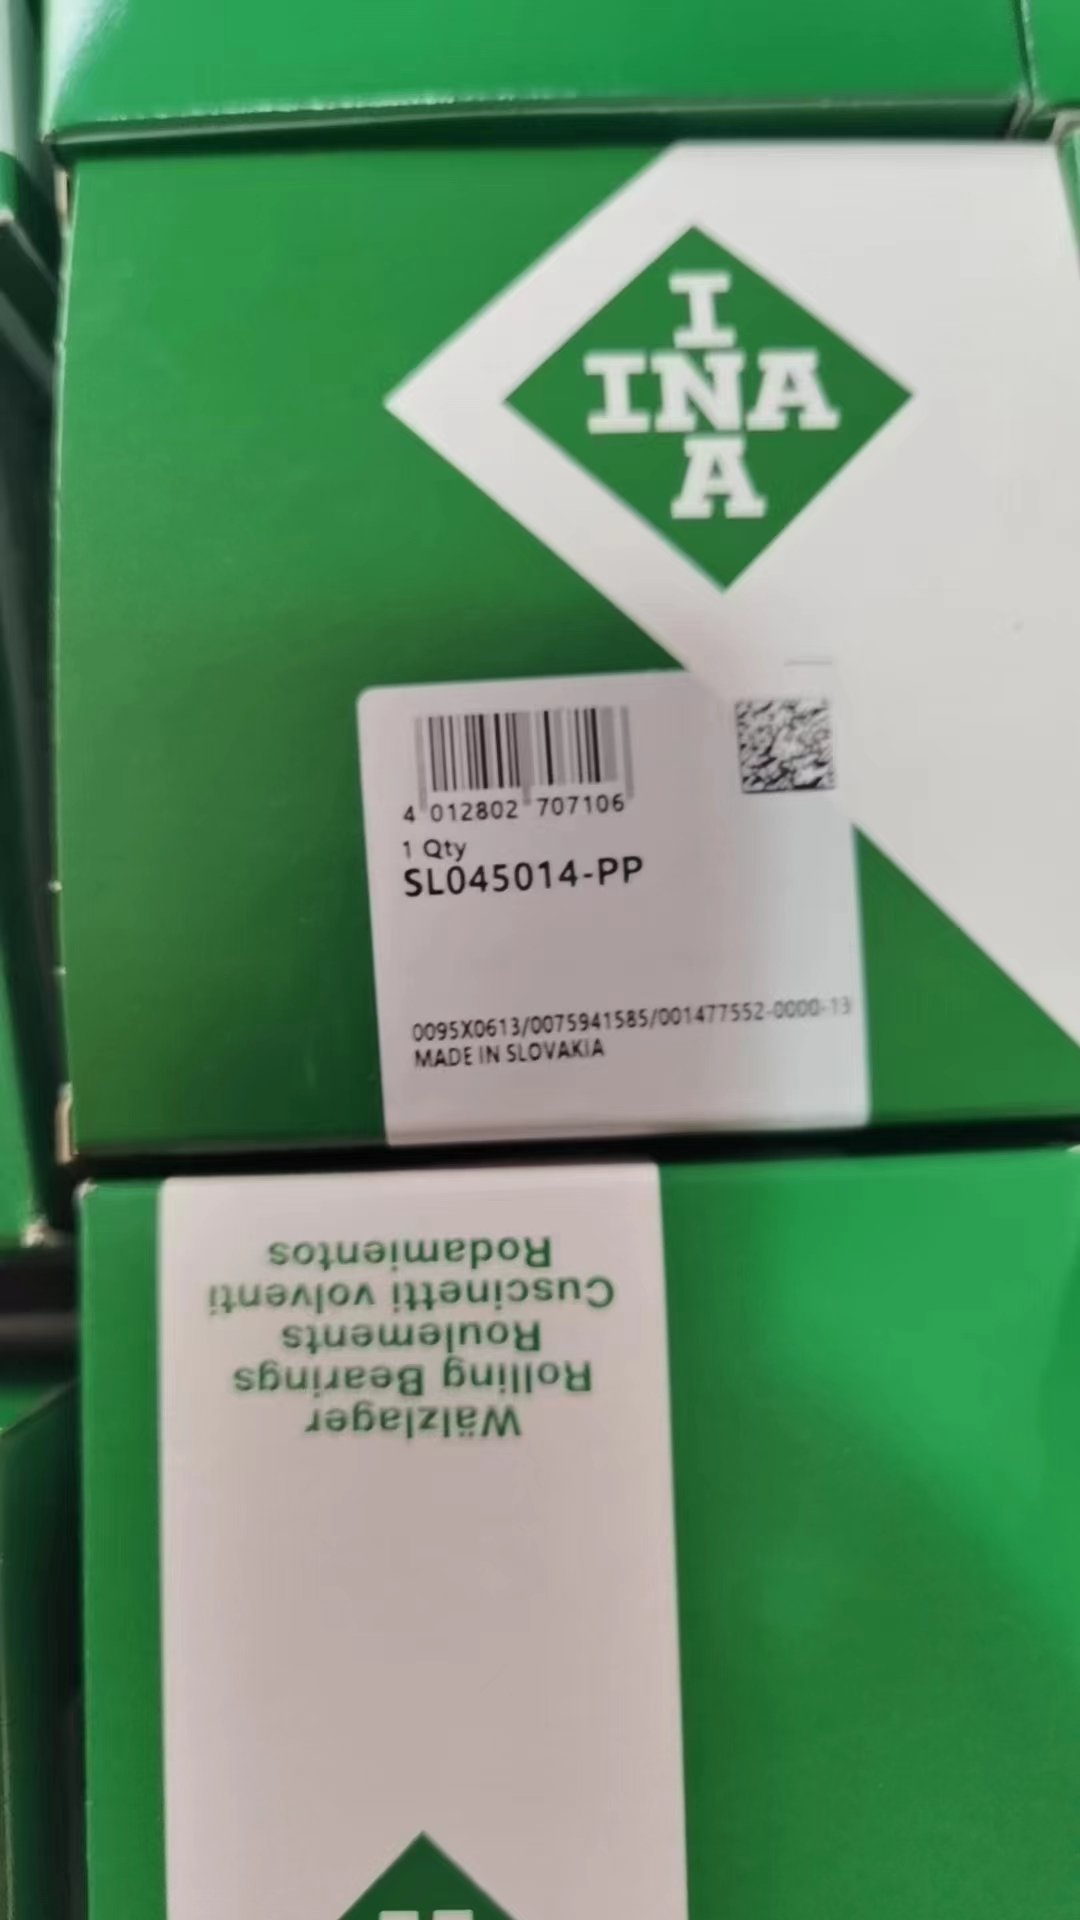 I
INA
A
4 012802 707106
1 Qty
SL045014-PP
0095X0613/0075941585/001477552-0000-13
MADE IN SLOVAKIA
Wälzlager
Rolling Bearings
Roulements
Cuscinetti volventi
Rodamientos